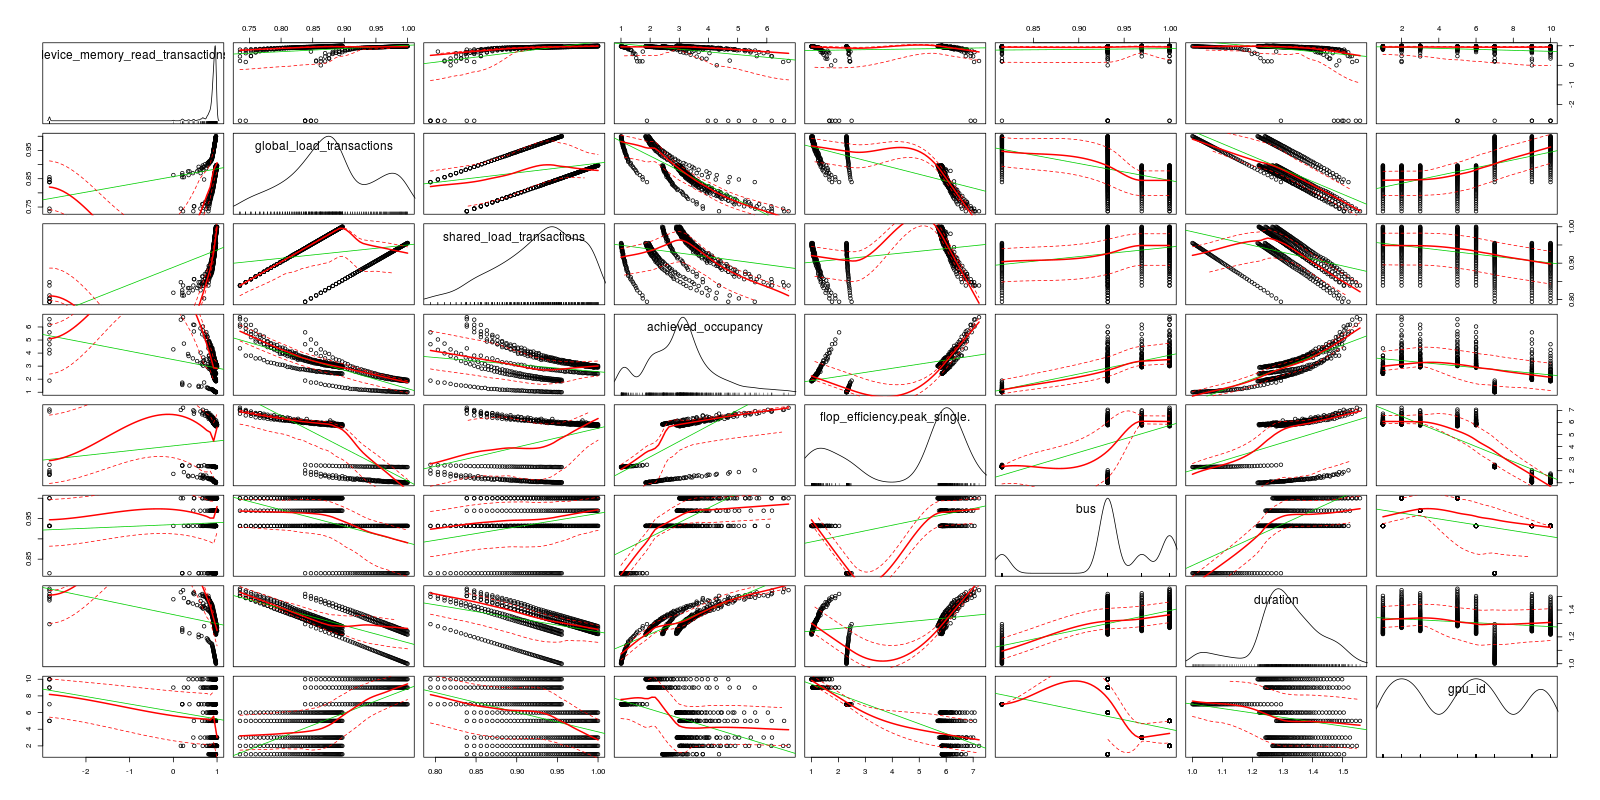 0.75 0.85 0.90 0.95 1.00
1 2 3 4 5 6
0.85 0.90 0.95 1.00
2 4 6 8 10
evice_memory_read_transaction
-2 -1 0 1
0.75 0.85 0.95
global_load_transactions
shared_load_transactions
0.80 0.90 1.00
1 2 3 4 5 6
achieved_occupancy
flop_efficiency.peak_single.
1 2 3 4 5 6 7
0.85 0.95
bus
duration
1.0 1.2 1.4
2 4 6 8 10
gpu_id
-2 -1 0 1
0.80 0.85 0.90 0.95 1.00
1 2 3 4 5 6 7
1.0 1.1 1.2 1.3 1.4 1.5